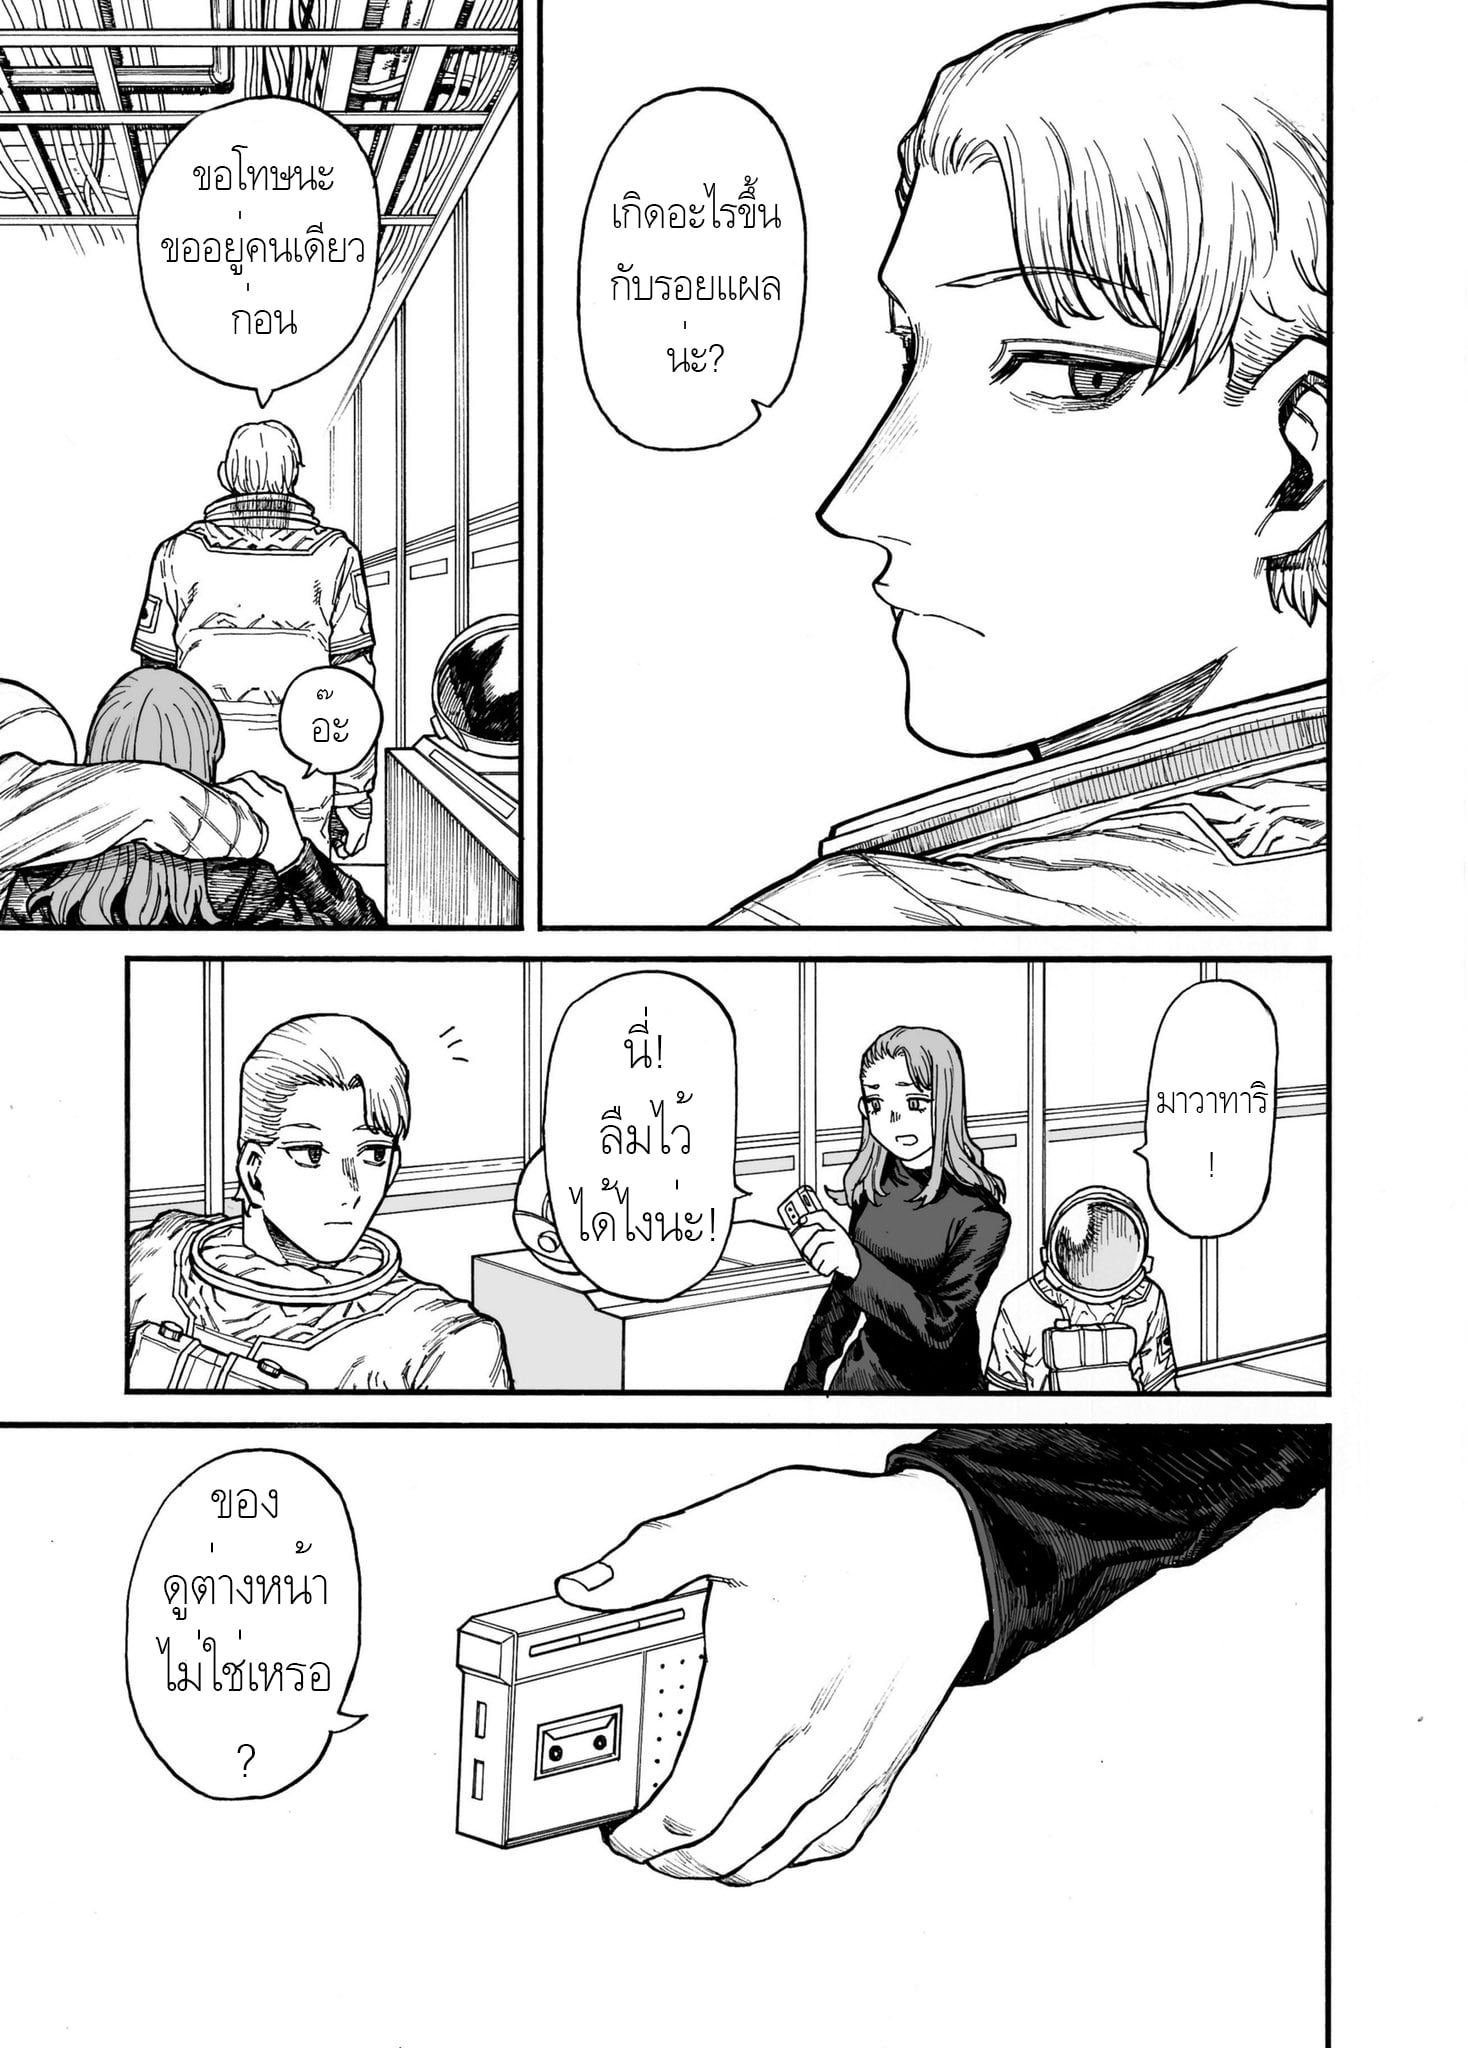 เกิดอะไรขึ้น
กับรอยแผล
น่ะ?
ขอโทษนะ
ขออยู่คนเดียว
ก่อน
อ๊ะ
มาวาทาริ
!
นี่!
ลืมไว้
ได้ไงน่ะ!
ของ
ดูต่างหน้า
ไม่ใช่เหรอ
?